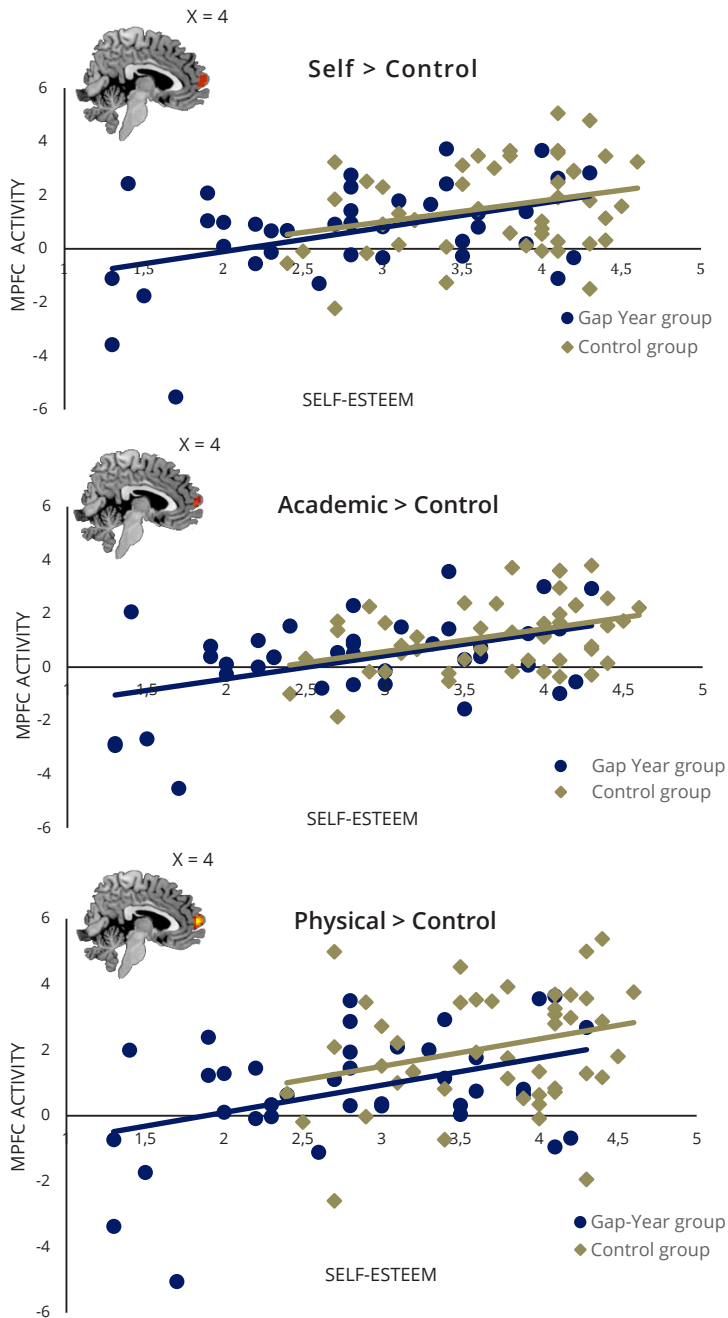 X = 4
Self > Control
6
4
2
0
-2
-4
-6
1
1,5
2
2,5
3
3,5
4
4,5
5
MPFC ACTIVITY
Gap Year group
Control group
SELF-ESTEEM
X = 4
Academic > Control
6
4
2
0
-2
-4
-6
1
1,5
2
2,5
3
3,5
4
4,5
5
MPFC ACTIVITY
Gap Year group
Control group
SELF-ESTEEM
X = 4
Physical > Control
6
4
2
0
-2
-4
-6
1
1,5
2
2,5
3
3,5
4
4,5
5
MPFC ACTIVITY
Gap-Year group
Control group
SELF-ESTEEM